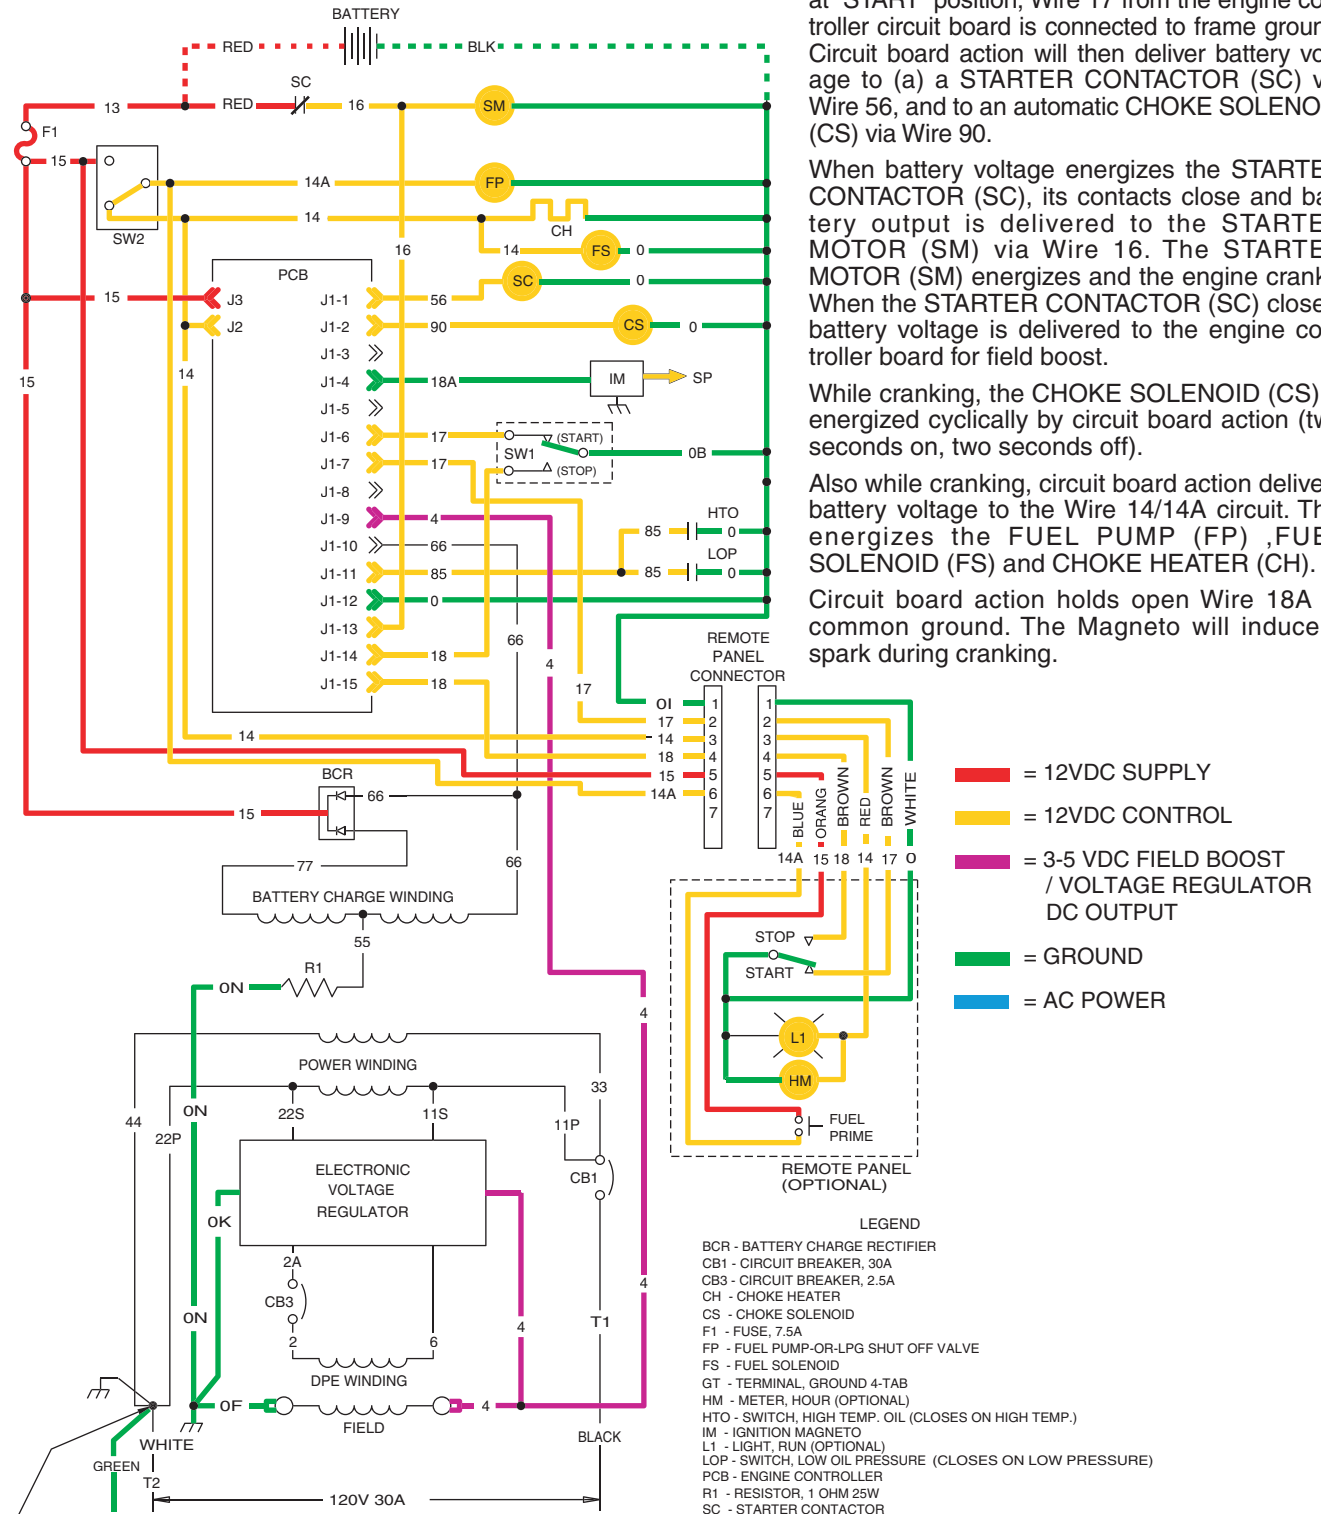 at "START" position, Wire 17 from the engine co
troller circuit board is connected to frame groun
Circuit board action will then deliver battery vo
age to (a) a STARTER CONTACTOR (SC) v
Wire 56, and to an automatic CHOKE SOLENO
(CS) via Wire 90.
When battery voltage energizes the STARTE
CONTACTOR (SC), its contacts close and ba
tery output is delivered to the STARTE
MOTOR (SM) via Wire 16. The STARTE
MOTOR (SM) energizes and the engine crank
When the STARTER CONTACTOR (SC) close
battery voltage is delivered to the engine co
troller board for field boost.
While cranking, the CHOKE SOLENOID (CS)
energized cyclically by circuit board action (tw
seconds on, two seconds off).
Also while cranking, circuit board action deliver
battery voltage to the Wire 14/14A circuit. Th
energizes the FUEL PUMP (FP) ,FUE
SOLENOID (FS) and CHOKE HEATER (CH).
Circuit board action holds open Wire 18A
common ground. The Magneto will induce
spark during cranking.
BATTERY
RED
BLK
SC
13
RED
16
SM
F1
15
14A
FP
SW2
14
CH
16
14
FS
0
PCB
SC
0
15
J3
J1-1
56
J2
J1-2
90
CS
0
J1-3
15
14
J1-4
18A
IM
SP
J1-5
J1-6
17
(START)
SW1
0B
J1-7
17
(STOP)
J1-8
J1-9
4
HTO
85
0
J1-10
66
LOP
J1-11
85
85
0
J1-12
0
J1-13
66
J1-14
18
4
J1-15
18
17
REMOTE
PANEL
CONNECTOR
OI
1
1
17
2
2
14
14
3
3
18
4
4
15
5
5
14A
6
6
7
7
BLUE
ORANG
BROWN
RED
BROWN
WHITE
14A
15
18
14
17
0
BCR
66
15
77
66
BATTERY CHARGE WINDING
55
R1
0N
4
= 12VDC SUPPLY
= 12VDC CONTROL
= 3-5 VDC FIELD BOOST
/ VOLTAGE REGULATOR
DC OUTPUT
= GROUND
= AC POWER
STOP
START
L1
HM
FUEL
PRIME
REMOTE PANEL
(OPTIONAL)
POWER WINDING
33
44
22P
0N
22S
11S
11P
ELECTRONIC
VOLTAGE
REGULATOR
CB1
0K
2A
CB3
4
0N
2
6
4
T1
DPE WINDING
0F
4
FIELD
WHITE
BLACK
GREEN
T2
120V 30A
LEGEND
BCR - BATTERY CHARGE RECTIFIER
CB1 - CIRCUIT BREAKER, 30A
CB3 - CIRCUIT BREAKER, 2.5A
CH - CHOKE HEATER
CS - CHOKE SOLENOID
F1 - FUSE, 7.5A
FP - FUEL PUMP-OR-LPG SHUT OFF VALVE
FS - FUEL SOLENOID
GT - TERMINAL, GROUND 4-TAB
HM - METER, HOUR (OPTIONAL)
HTO - SWITCH, HIGH TEMP. OIL (CLOSES ON HIGH TEMP.)
IM - IGNITION MAGNETO
L1 - LIGHT, RUN (OPTIONAL)
LOP - SWITCH, LOW OIL PRESSURE (CLOSES ON LOW PRESSURE)
PCB - ENGINE CONTROLLER
R1 - RESISTOR, 1 OHM 25W
SC - STARTER CONTACTOR